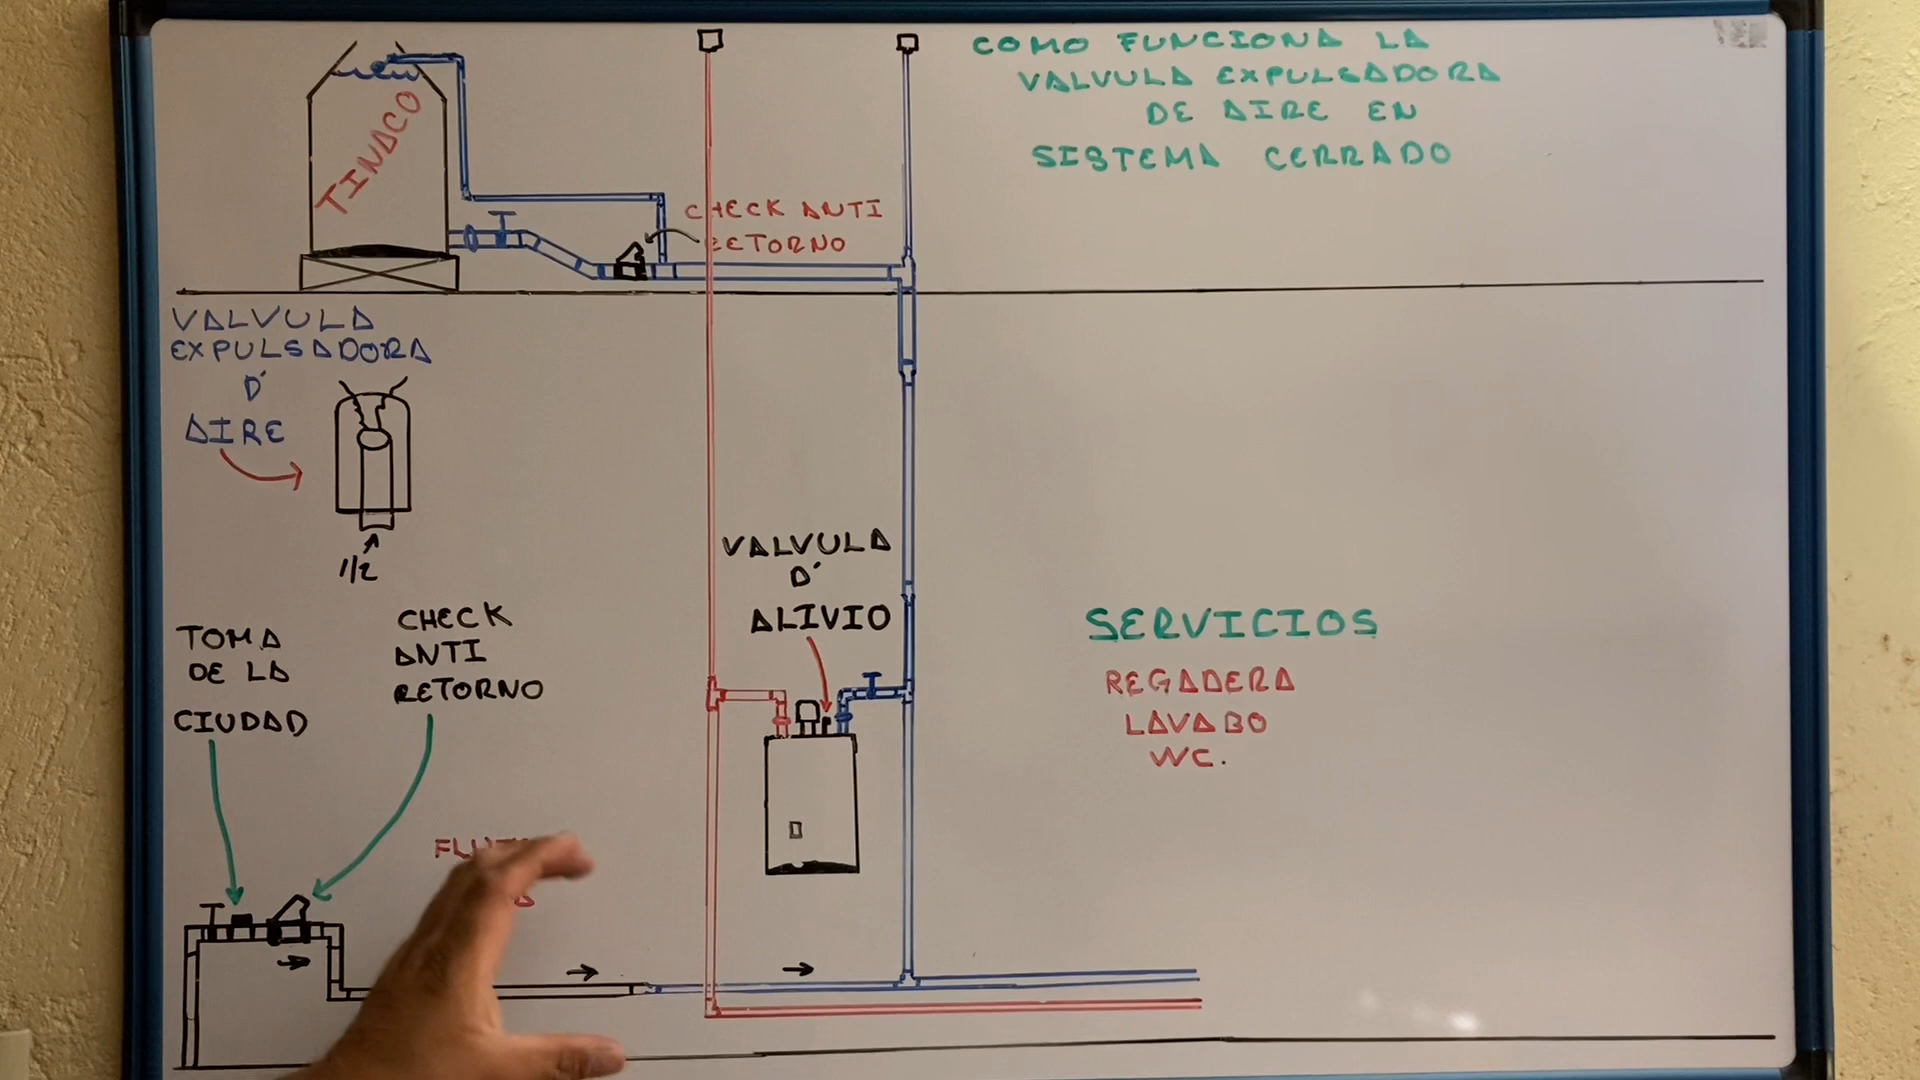 COMO FUNCIONA LA
VALVULA EXPULSADORA
DE AIRE EN
SISTEMA CERRADO
TINACO
CHECK ANTI
RETORNO
VALVULA
EXPULSADORA
D'
AIRE
1/2
VALVULA
D'
ALIVIO
TOMA
DE LA
CIUDAD
CHECK
ANTI
RETORNO
SERVICIOS
REGADERA
LAVABO
WC.